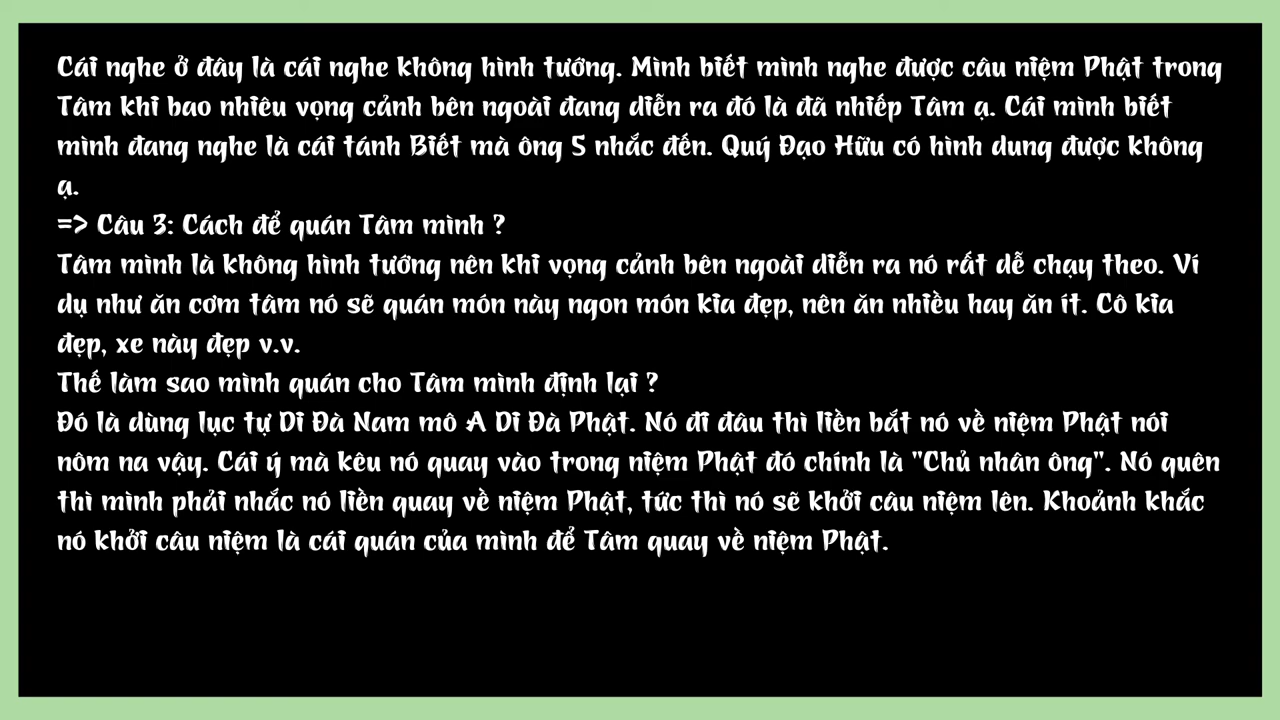 Cái nghe ở đây là cái nghe không hình tướng. Mình biết mình nghe được câu niệm Phật trong
Tâm khi bao nhiêu vọng cảnh bên ngoài đang diễn ra đó là đã nhiếp Tâm ạ. Cái mình biết
mình đang nghe là cái tánh Biết mà ông 5 nhắc đến. Quý Đạo Hữu có hình dung được không
ạ.
=> Câu 3: Cách để quán Tâm mình ?
Tâm mình là không hình tướng nên khi vọng cảnh bên ngoài diễn ra nó rất dễ chạy theo. Ví
dụ như ăn cơm tâm nó sẽ quán món này ngon món kia đẹp, nên ăn nhiều hay ăn ít. Cô kia
đẹp, xe này đẹp v.v.
Thế làm sao mình quán cho Tâm mình định lại ?
Đó là dùng lục tự Di Đà Nam mô A Di Đà Phật. Nó đi đâu thì liền bắt nó về niệm Phật nói
nôm na vậy. Cái ý mà kêu nó quay vào trong niệm Phật đó chính là "Chủ nhân ông". Nó quên
thì mình phải nhắc nó liền quay về niệm Phật, tức thì nó sẽ khởi câu niệm lên. Khoảnh khắc
nó khởi câu niệm là cái quán của mình để Tâm quay về niệm Phật.